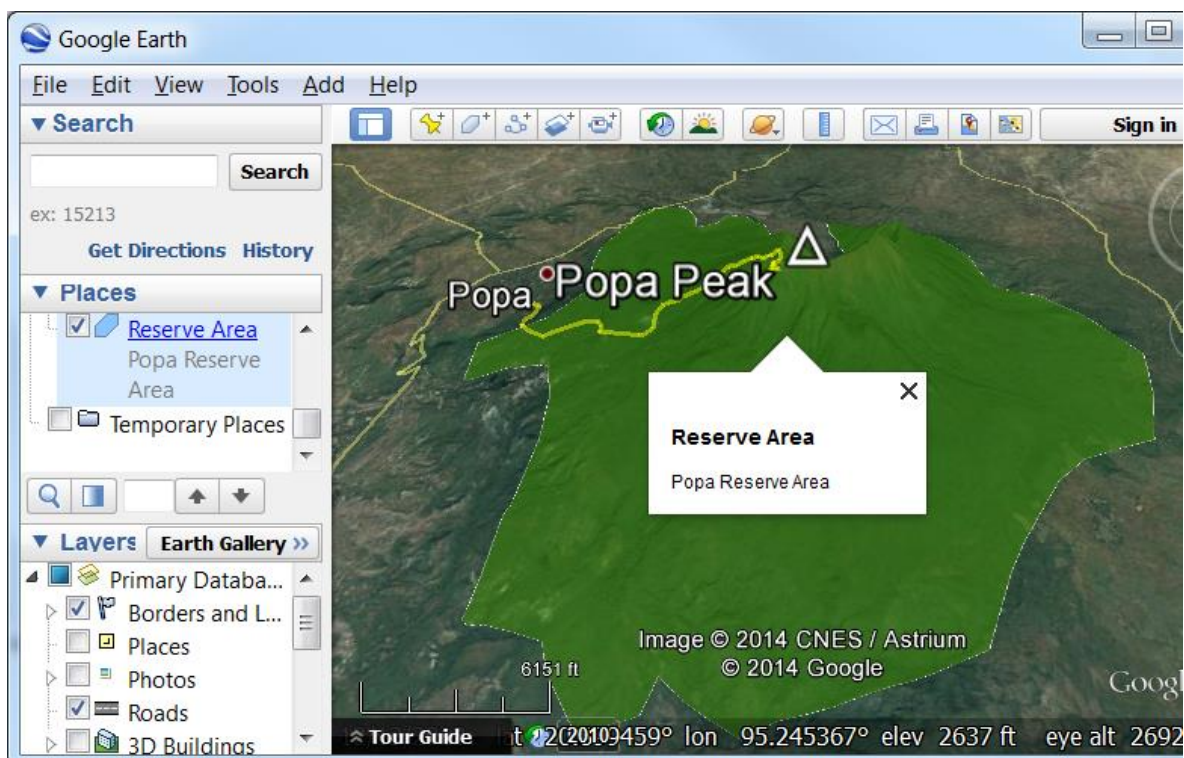 Google Earth
File Edit View Tools Add Help
Search
Search
ex: 15213
Get Directions History
Places
Reserve Area
Popa Reserve
Area
Temporary Places
Layers Earth Gallery >>
Primary Databa...
Borders and L...
Places
Photos
Roads
3D Buildings
Sign in
Popa Popa Peak
Reserve Area
Popa Reserve Area
Image © 2014 CNES / Astrium
© 2014 Google
6151 ft
Tour Guide 2010 lon 95.245367° elev 2637 ft eye alt 2692